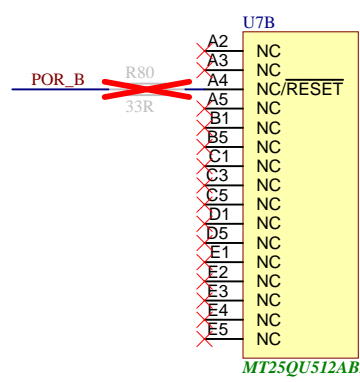 U7B
A2 NC
A3 NC
R80
POR_B A4 NC/RESET
33R
A5 NC
B1 NC
B5 NC
C1 NC
C3 NC
C5 NC
D1 NC
D5 NC
E1 NC
E2 NC
E3 NC
E4 NC
E5 NC
MT25QU512AB